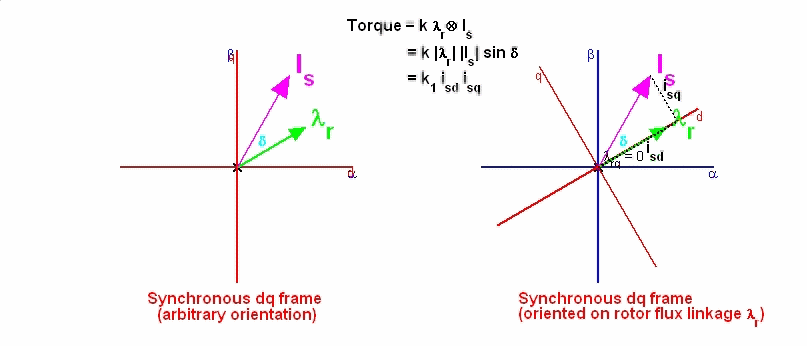 Torque = k λr ⊗ Is
= k |λr| |Is| sin δ
= k1 isd isq
β
q
Is
λr
δ
α
d
Synchronous dq frame
(arbitrary orientation)
q
β
Is
isq
d
λr
δ
λrq = 0
isd
α
Synchronous dq frame
(oriented on rotor flux linkage λr)